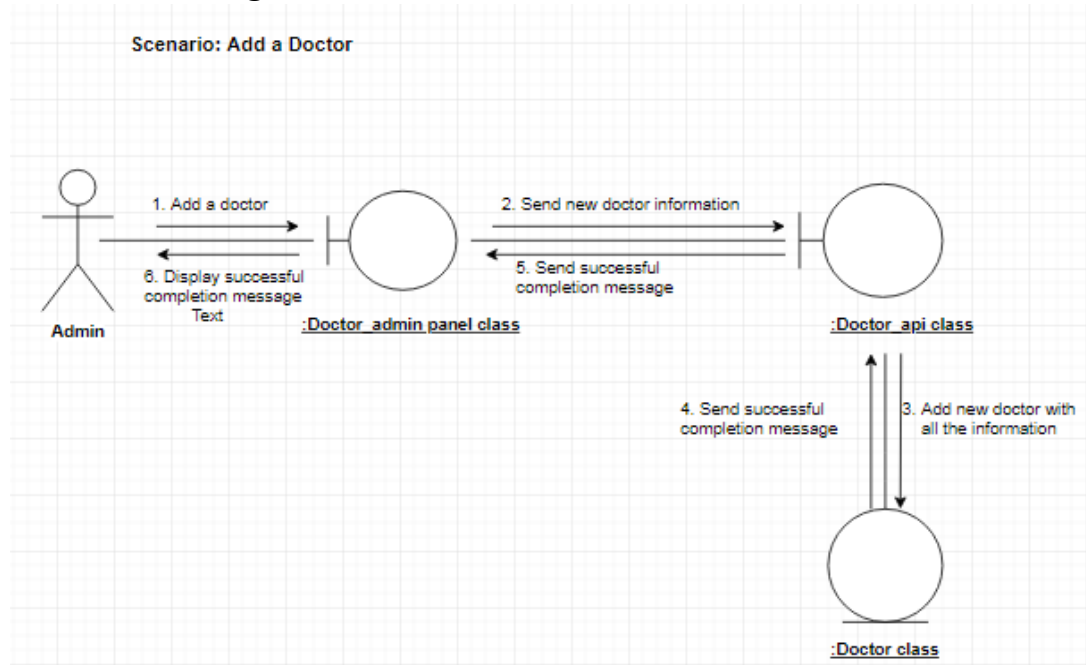 Scenario: Add a Doctor
1. Add a doctor
2. Send new doctor information
6. Display successful
completion message
Text
5. Send successful
completion message
Admin
:Doctor_admin panel class
:Doctor_api class
4. Send successful
completion message
3. Add new doctor with
all the information
:Doctor class